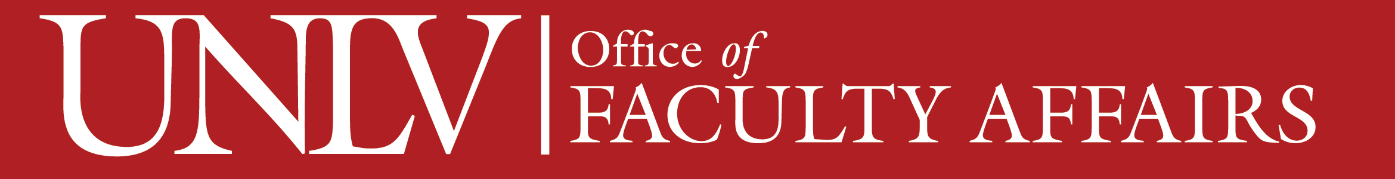 UNLV
Office of
FACULTY AFFAIRS